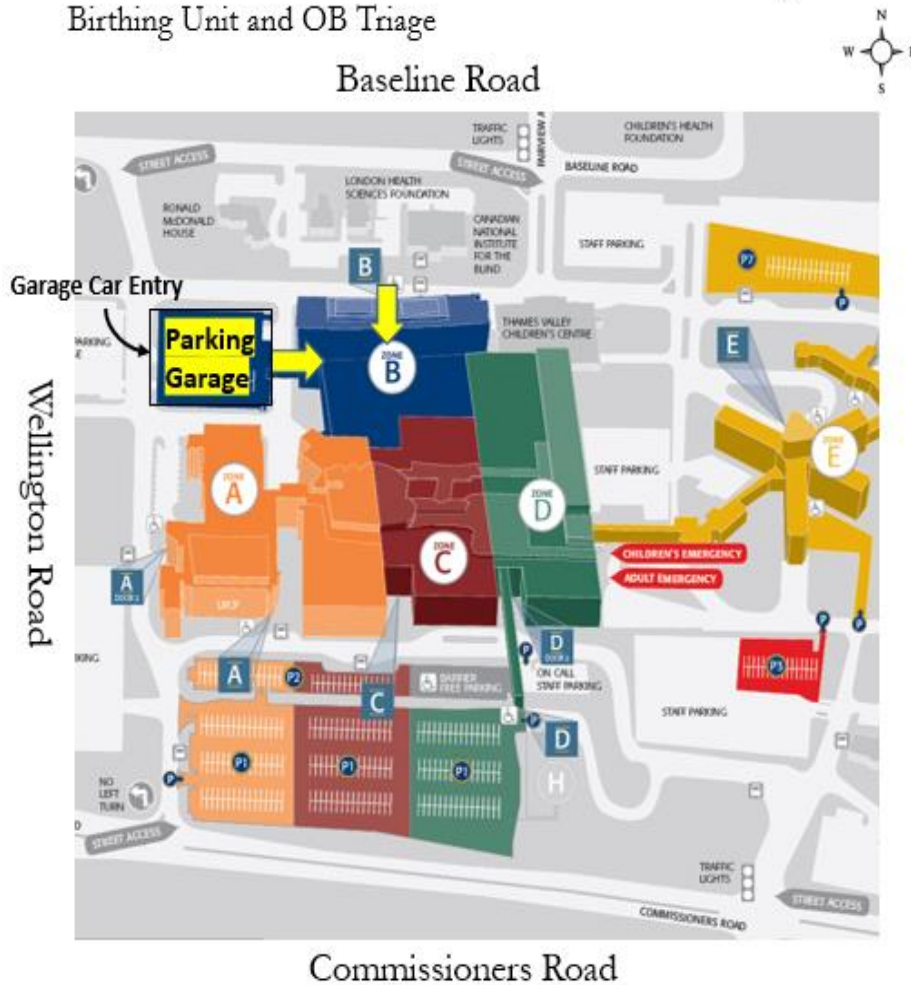 Birthing Unit and OB Triage
N
W
S
Baseline Road
TRAFFIC
LIGHTS
CHILDREN'S HEALTH
FOUNDATION
STREET ACCESS
STREET ACCESS
BASELINE ROAD
LONDON HEALTH
SCIENCES FOUNDATION
RONALD
McDONALD
HOUSE
CANADIAN
NATIONAL
INSTITUTE
FOR THE
BLIND
STAFF PARKING
P7
P
B
Garage Car Entry
Parking
Garage
ZONE
B
THAMES VALLEY
CHILDREN'S CENTRE
E
Wellington Road
ZONE
A
ZONE
C
ZONE
D
ZONE
E
STAFF PARKING
CHILDREN'S EMERGENCY
ADULT EMERGENCY
A
D
P
P
P
P2
A
C
BARRIER
FREE PARKING
ON CALL
STAFF PARKING
P3
STAFF PARKING
P
D
P1
P1
P1
H
P
NO
LEFT
TURN
STREET ACCESS
TRAFFIC
LIGHTS
STREET ACCESS
COMMISSIONERS ROAD
Commissioners Road